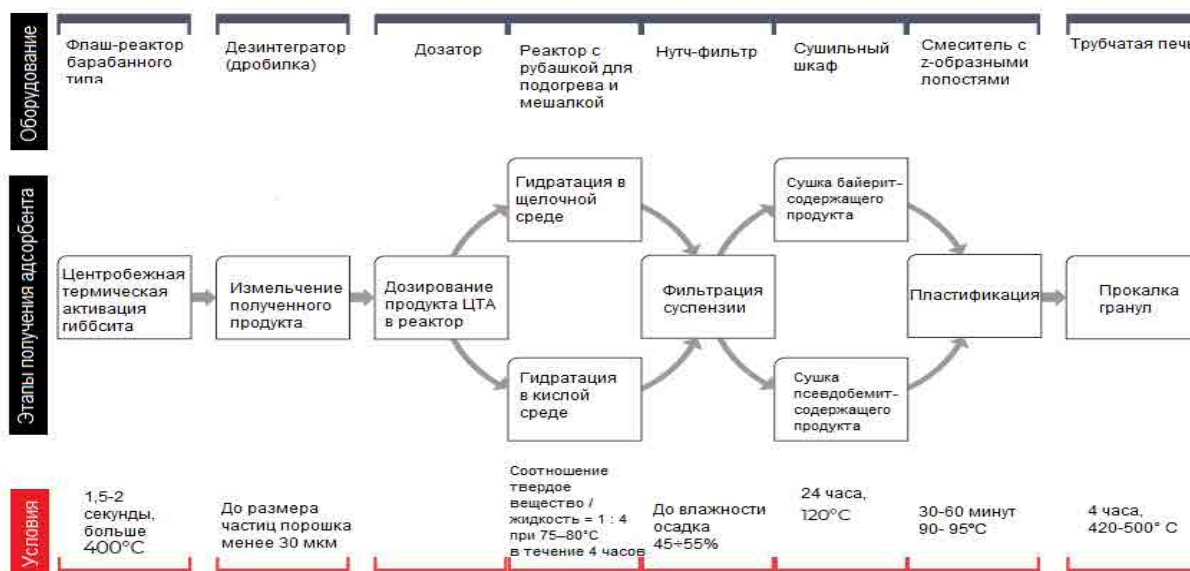 Оборудование
Флаш-реактор
барабанного
типа
Дезинтегратор
(дробилка)
Дозатор
Реактор с
рубашкой для
подогрева и
мешалкой
Нутч-фильтр
Сушильный
шкаф
Смеситель с
z-образными
лопостями
Трубчатая печь
Этапы получения адсорбента
Центробежная
термическая
активация
гиббсита
Измельчение
полученного
продукта
Дозирование
продукта ЦТА
в реактор
Гидратация в
щелочной
среде
Гидратация
в кислой
среде
Фильтрация
суспензии
Сушка байерит-
содержащего
продукта
Сушка
псевдобемит-
содержащего
продукта
Пластификация
Прокалка
гранул
Условия
1,5-2
секунды,
больше
400°C
До размера
частиц порошка
менее 30 мкм
Соотношение
твердое
вещество /
жидкость = 1 : 4
при 75–80°C
в течение 4 часов
До влажности
осадка
45÷55%
24 часа,
120°C
30-60 минут
90- 95°C
4 часа,
420-500° C